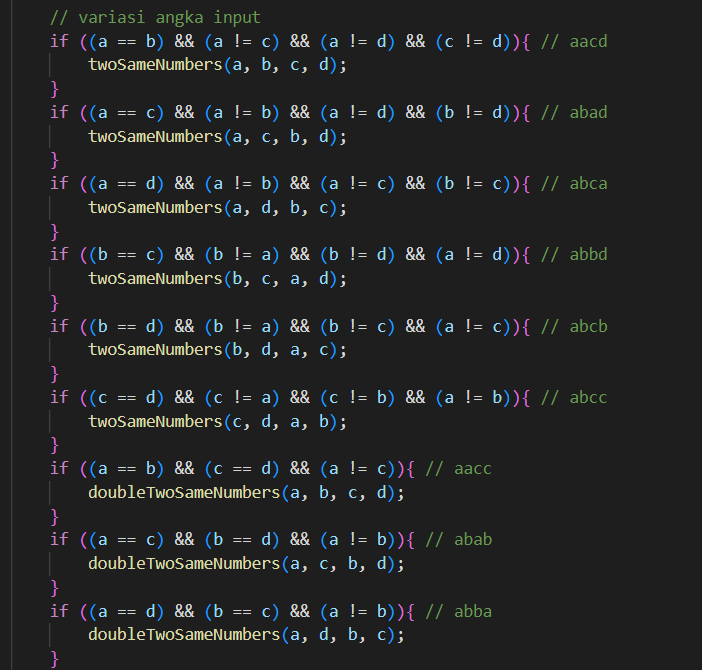 // variasi angka input
if ((a == b) && (a != c) && (a != d) && (c != d)){ // aacd
twoSameNumbers(a, b, c, d);
}
if ((a == c) && (a != b) && (a != d) && (b != d)){ // abad
twoSameNumbers(a, c, b, d);
}
if ((a == d) && (a != b) && (a != c) && (b != c)){ // abca
twoSameNumbers(a, d, b, c);
}
if ((b == c) && (b != a) && (b != d) && (a != d)){ // abbd
twoSameNumbers(b, c, a, d);
}
if ((b == d) && (b != a) && (b != c) && (a != c)){ // abcb
twoSameNumbers(b, d, a, c);
}
if ((c == d) && (c != a) && (c != b) && (a != b)){ // abcc
twoSameNumbers(c, d, a, b);
}
if ((a == b) && (c == d) && (a != c)){ // aacc
doubleTwoSameNumbers(a, b, c, d);
}
if ((a == c) && (b == d) && (a != b)){ // abab
doubleTwoSameNumbers(a, c, b, d);
}
if ((a == d) && (b == c) && (a != b)){ // abba
doubleTwoSameNumbers(a, d, b, c);
}